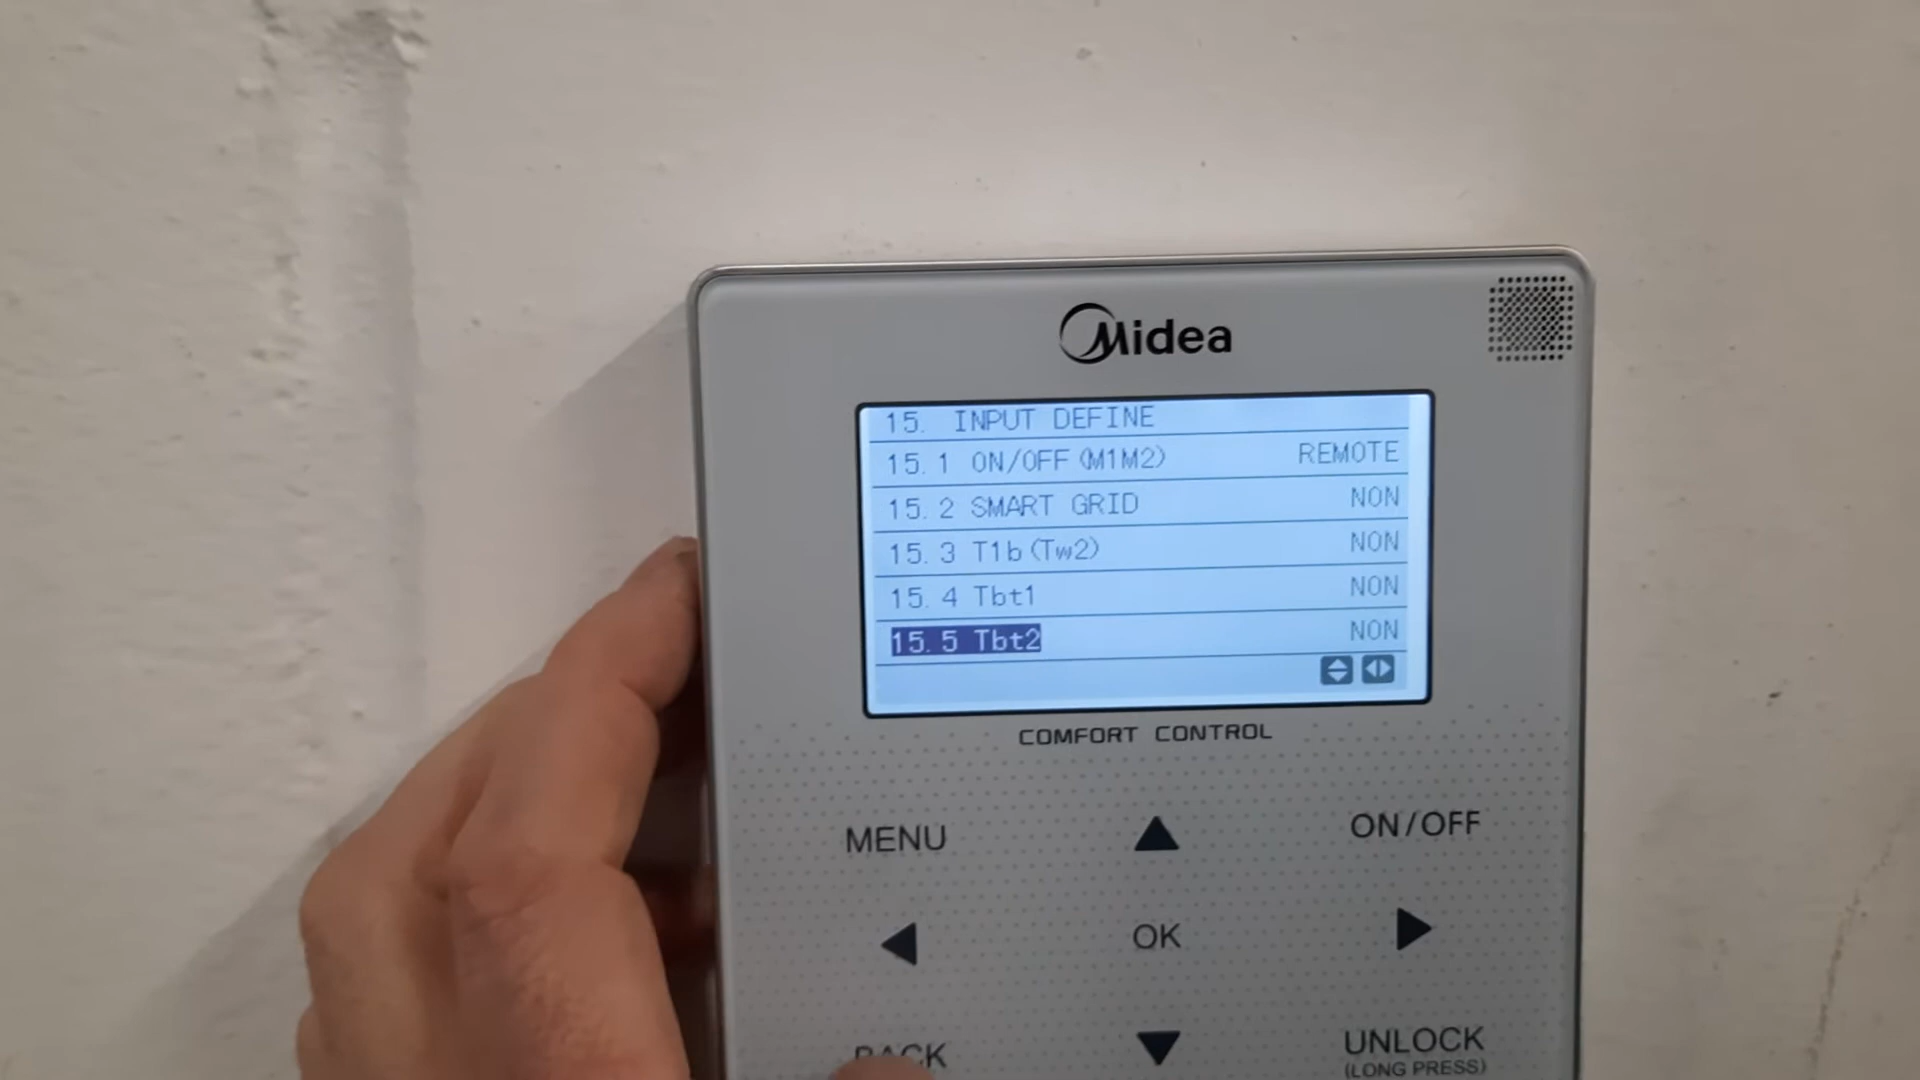 Midea
15. INPUT DEFINE
15. 1 ON/OFF (M1M2) REMOTE
15. 2 SMART GRID NON
15. 3 T1b (Tw2) NON
15. 4 Tbt1 NON
15. 5 Tbt2 NON
COMFORT CONTROL
MENU
ON/OFF
OK
BACK
UNLOCK
(LONG PRESS)